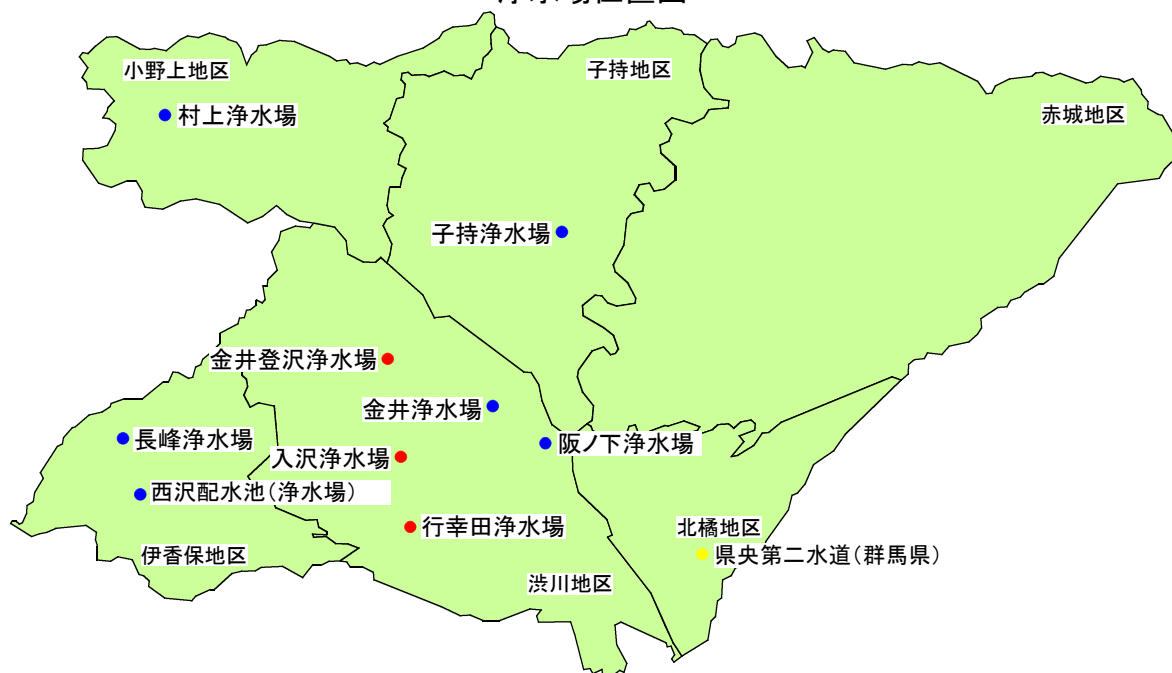 小野上地区
子持地区
村上浄水場
赤城地区
子持浄水場
金井登沢浄水場
金井浄水場
長峰浄水場
阪ノ下浄水場
入沢浄水場
西沢配水池（浄水場）
行幸田浄水場
北橘地区
伊香保地区
県央第二水道（群馬県）
渋川地区